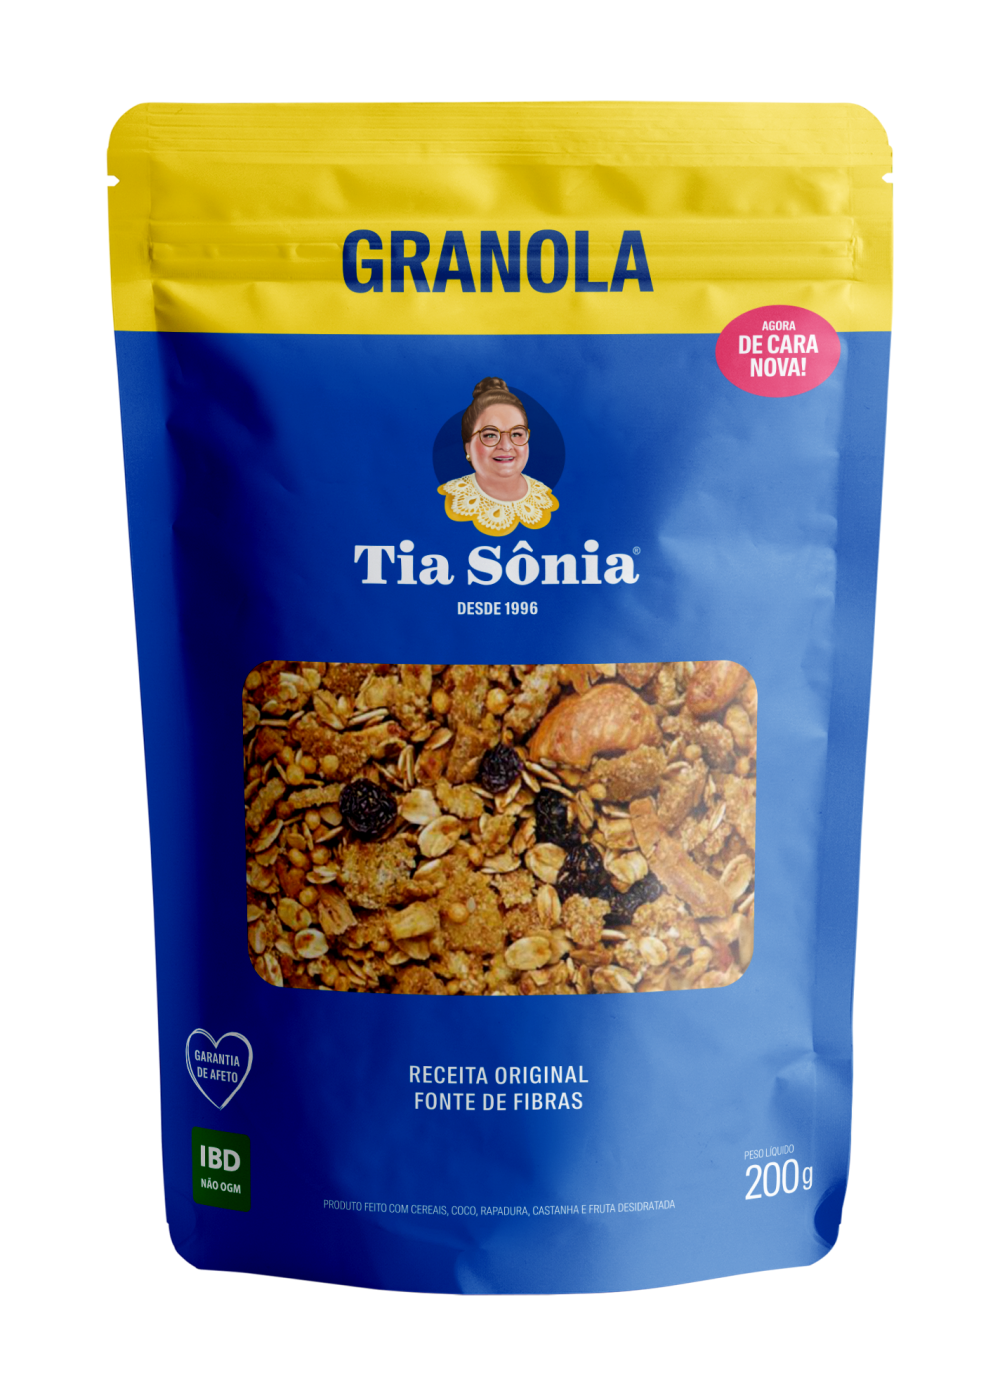 GRANOLA
AGORA
DE CARA
NOVA!
Tia Sônia®
DESDE 1996
GARANTIA
DE AFETO
RECEITA ORIGINAL
FONTE DE FIBRAS
IBD
NÃO OGM
PESO LÍQUIDO
200g
PRODUTO FEITO COM CEREAIS, COCO, RAPADURA, CASTANHA E FRUTA DESIDRATADA